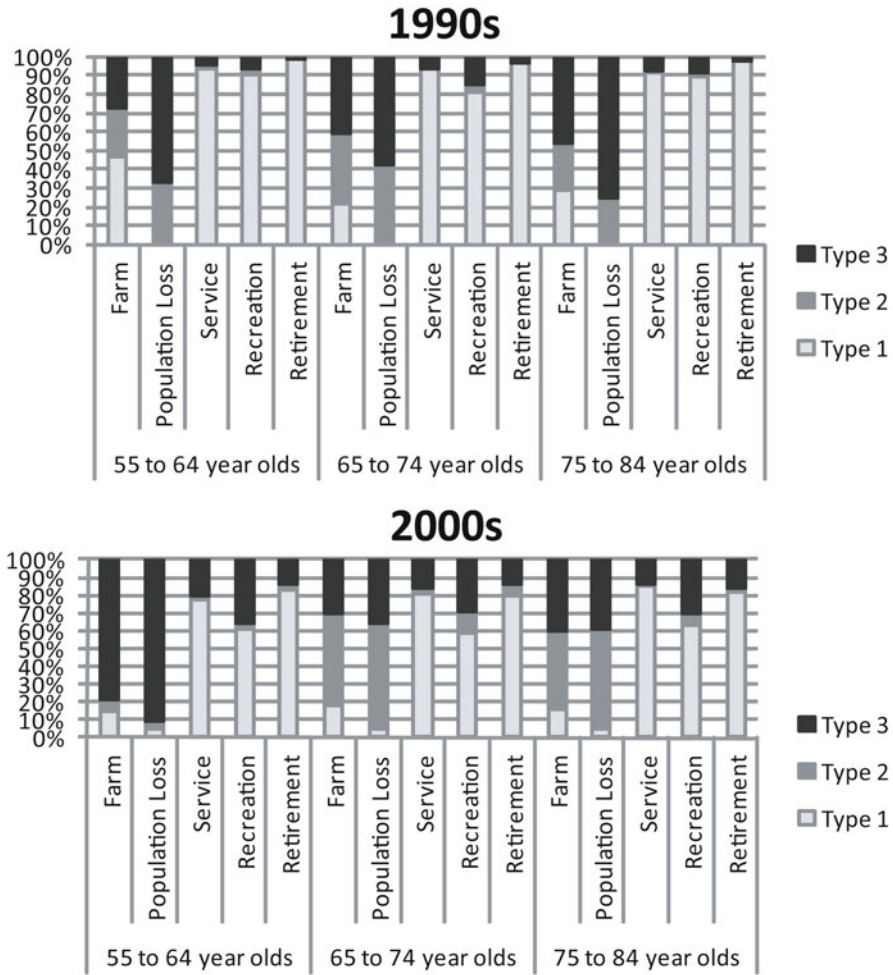 1990s
100%
90%
80%
70%
60%
50%
40%
30%
20%
10%
0%
Farm
Population Loss
Service
Recreation
Retirement
Farm
Population Loss
Service
Recreation
Retirement
Farm
Population Loss
Service
Recreation
Retirement
55 to 64 year olds
65 to 74 year olds
75 to 84 year olds
Type 3
Type 2
Type 1
2000s
100%
90%
80%
70%
60%
50%
40%
30%
20%
10%
0%
Farm
Population Loss
Service
Recreation
Retirement
Farm
Population Loss
Service
Recreation
Retirement
Farm
Population Loss
Service
Recreation
Retirement
55 to 64 year olds
65 to 74 year olds
75 to 84 year olds
Type 3
Type 2
Type 1